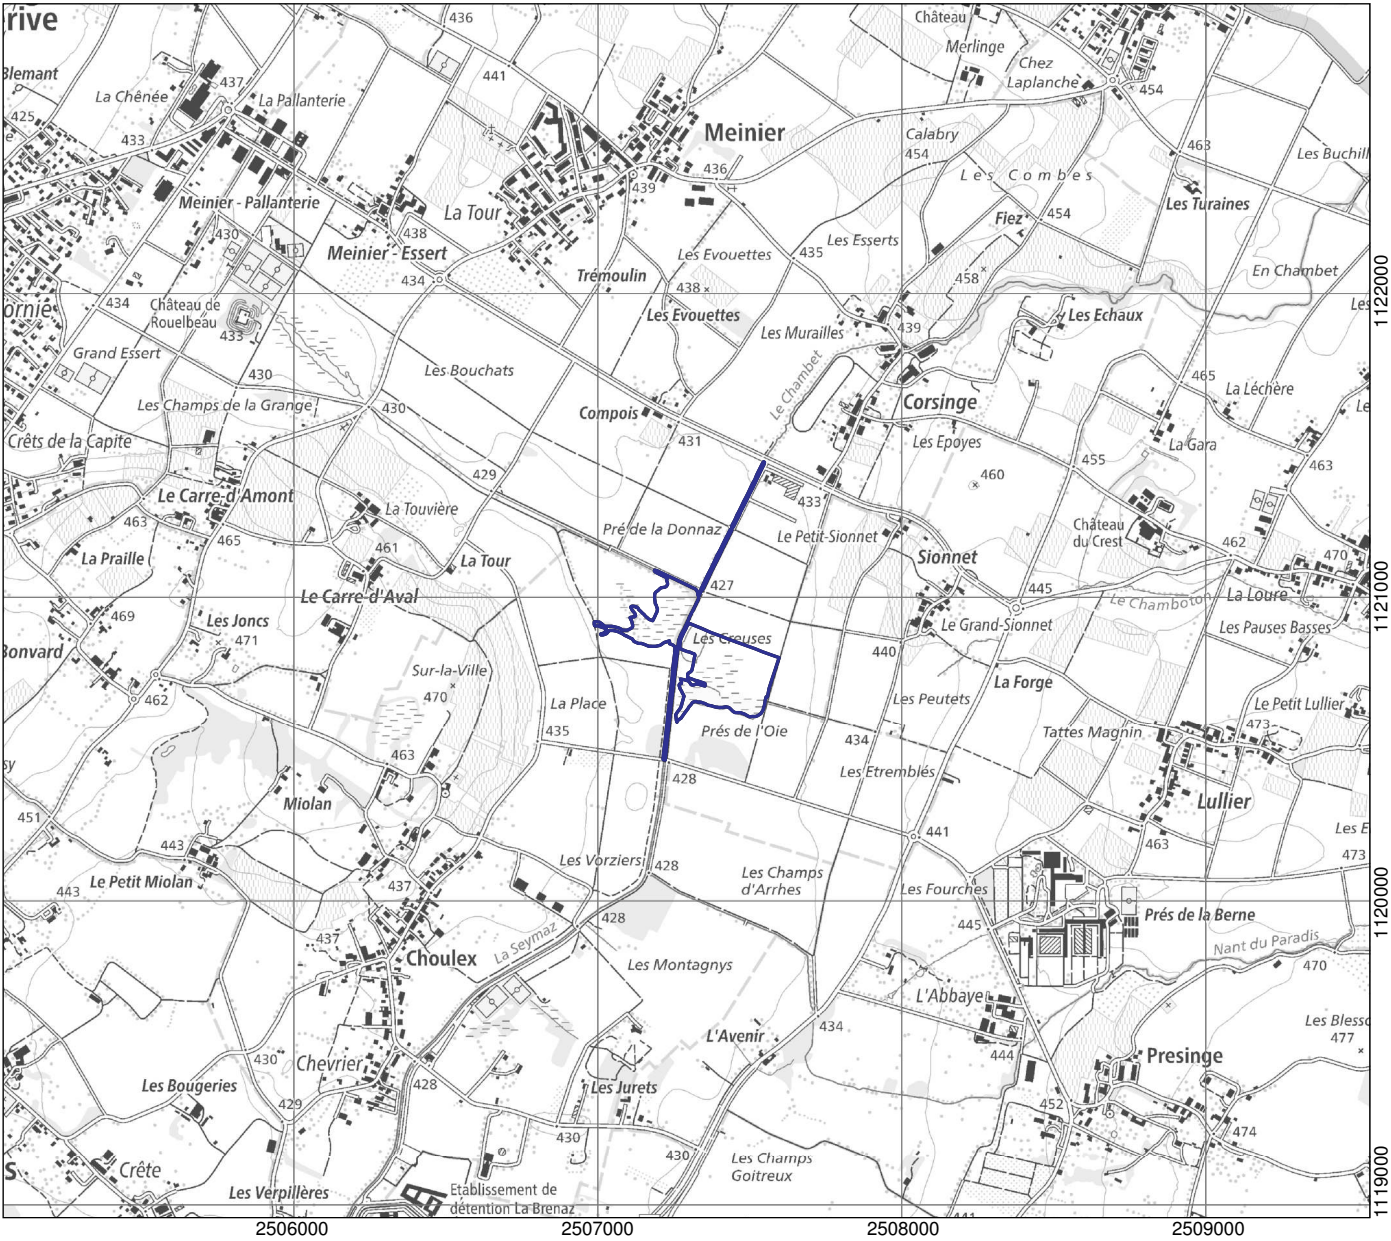 rive
436
Château
Merlinge
Chez
Laplanche
Blemant
La Chênée
437
La Pallanterie
441
454
425
433
Meinier
Calabry
454
463
Les Buchill
Les Combes
439
436
Meinier - Pallanterie
La Tour
Les Turaines
430
438
Meinier - Essert
Fiez
454
Les Esserts
435
Les Evouettes
434
Trémoulin
438
458
En Chambet
434
Château de
Rouelbeau
433
ornie
Les Evouettes
Les Murailles
439
Les Echaux
Les
1122000
Grand Essert
430
Les Bouchats
Le Chambet
465
La Léchère
Les Champs de la Grange
430
Compois
Corsinge
Le
Crêts de la Capite
431
Les Epoyes
La Gara
429
460
455
463
Le Carre-d'Amont
La Touvière
433
463
465
Pré de la Donnaz
Le Petit-Sionnet
Château
du Crest
La Praille
461
La Tour
Sionnet
462
470
427
445
1121000
Le Carre-d'Aval
Le Chamboton
La Loure
469
Les Joncs
471
Les Creuses
Le Grand-Sionnet
Les Pauses Basses
Bonvard
440
Sur-la-Ville
470
La Forge
462
La Place
Les Peutets
Le Petit Lullier
435
Prés de l'Oie
434
Tattes Magnin
473
sy
463
428
Les Etremblés
Miolan
Lullier
451
441
Les E
443
463
473
Les Vorziers
428
Les Champs
d'Arrhes
Le Petit Miolan
443
437
Les Fourches
1120000
428
445
Prés de la Berne
437
La Seymaz
Nant du Paradis
Choulex
Les Montagnys
470
L'Abbaye
434
Les Blesso
477
L'Avenir
430
Chevrier
444
Presinge
Les Bougeries
428
Les Jurets
429
452
430
474
430
Les Champs
Goitreux
s
Crête
Les Verpillères
Etablissement de
détention La Brenaz
1119000
2506000
2507000
2508000
2509000